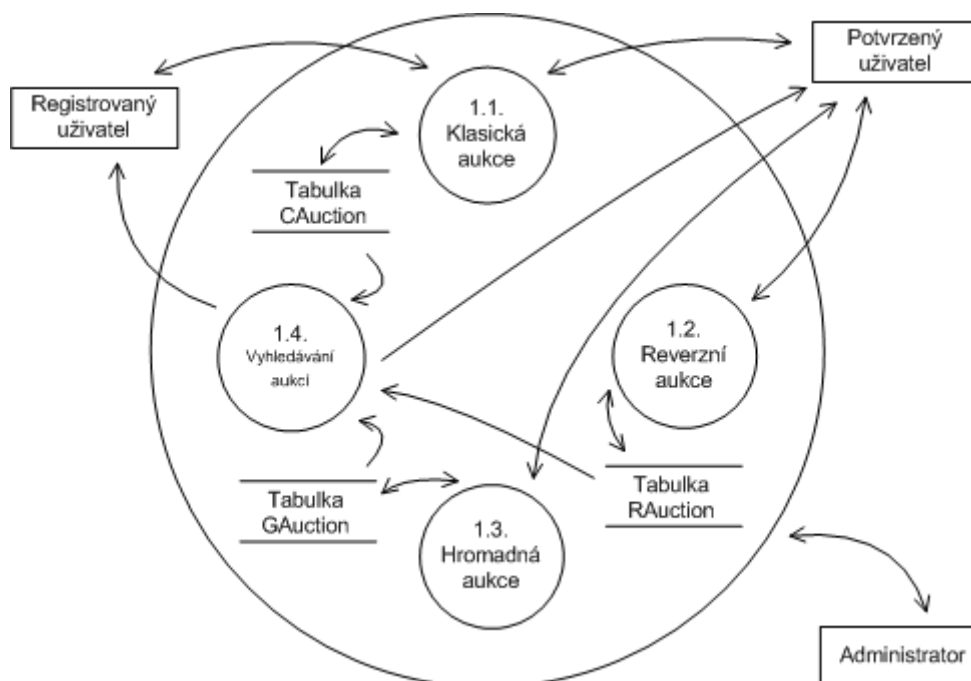 Potvrzený
uživatel
Registrovaný
uživatel
1.1.
Klasická
aukce
Tabulka
CAuction
1.4.
Vyhledávání
aukcí
1.2.
Reverzní
aukce
Tabulka
GAuction
1.3.
Hromadná
aukce
Tabulka
RAuction
Administrator